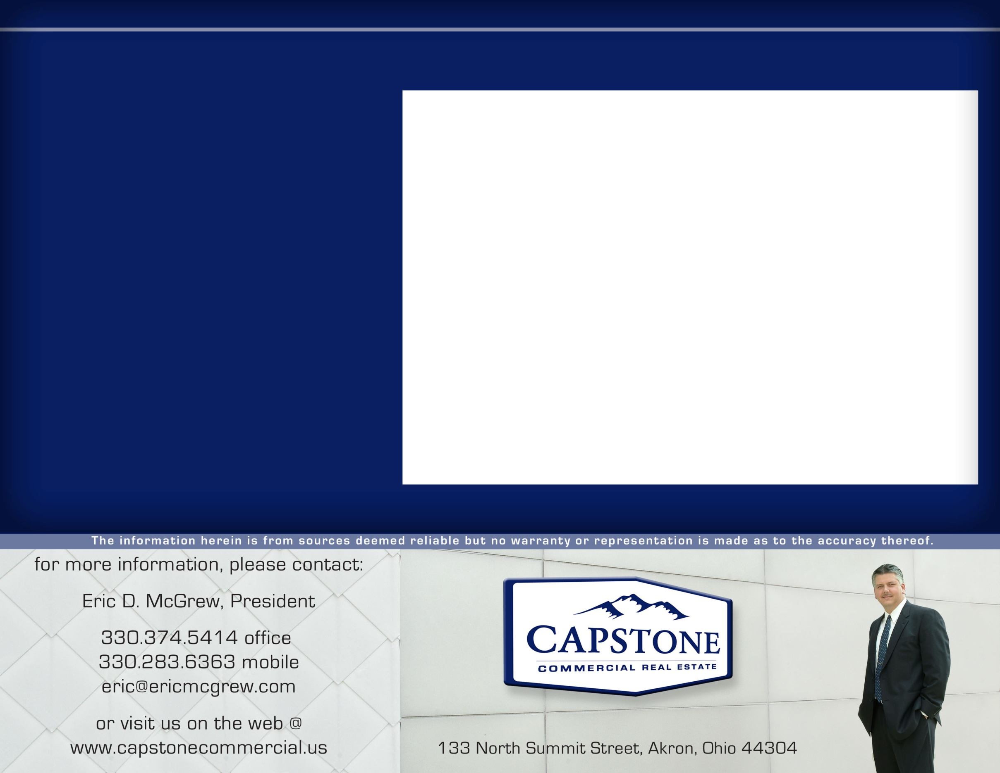 The information herein is from sources deemed reliable but no warranty or representation is made as to the accuracy thereof.
for more information, please contact:
Eric D. McGrew, President
330.374.5414 office
330.283.6363 mobile
eric@ericmcgrew.com
or visit us on the web @
www.capstonecommercial.us
CAPSTONE
COMMERCIAL REAL ESTATE
133 North Summit Street, Akron, Ohio 44304